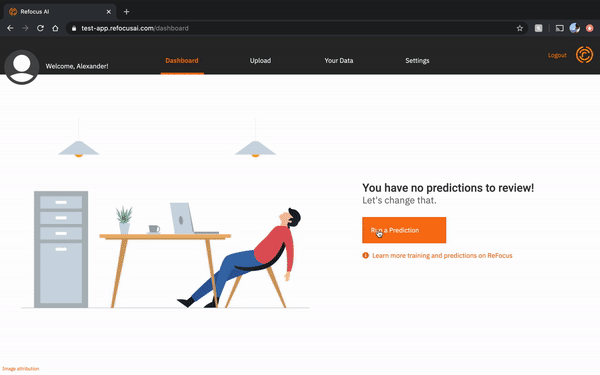 Refocus AI
test-app.refocusai.com/dashboard
Welcome, Alexander!
Dashboard
Upload
Your Data
Settings
Logout
You have no predictions to review!
Let's change that.
Run a Prediction
Learn more training and predictions on ReFocus
Image attribution